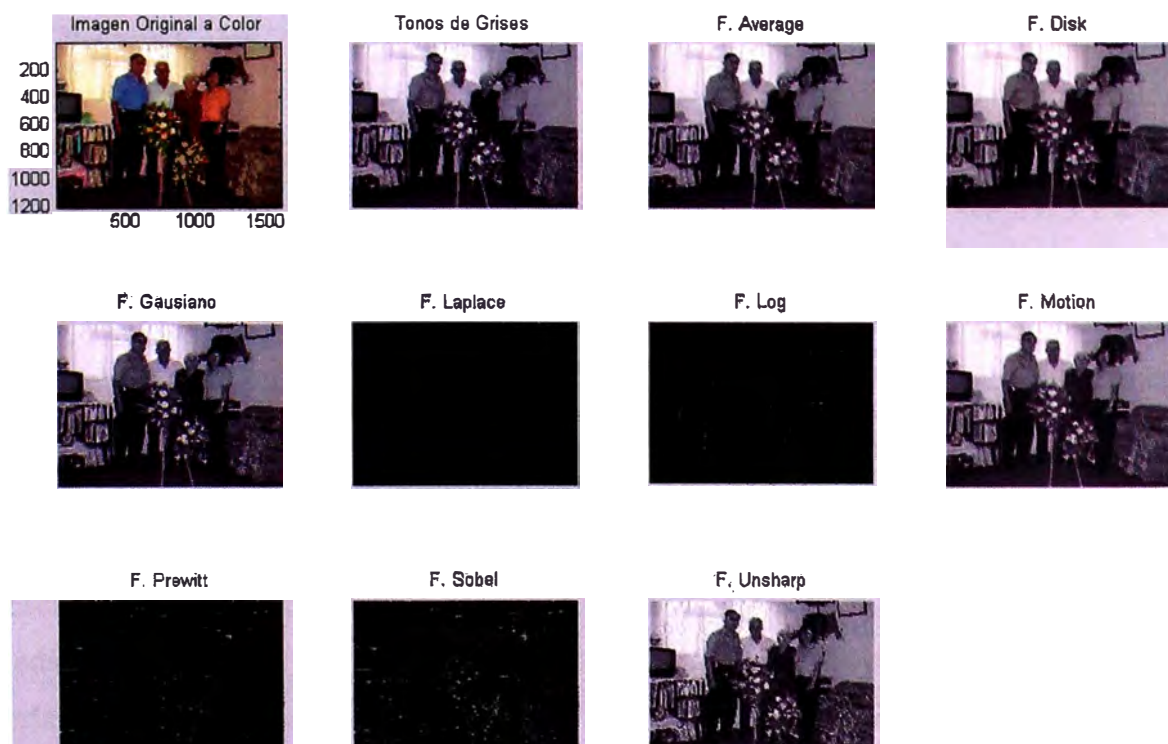 Imagen Original a Color
Tonos de Grises
F. Average
F. Disk
200
400
600
800
1000
1200
500 1000 1500
F. Gausiano
F. Laplace
F. Log
F. Motion
F. Prewitt
F. Sobel
F. Unsharp